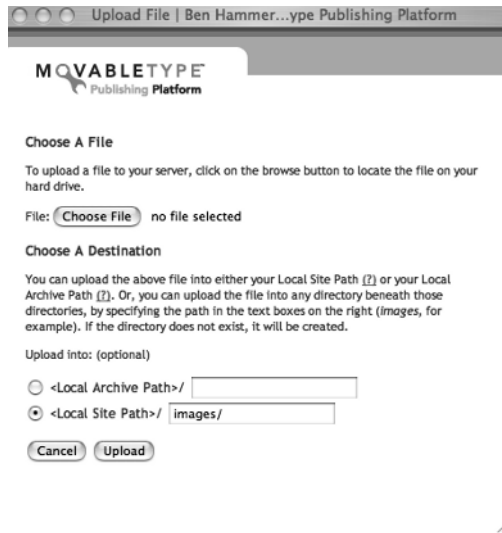 Upload File | Ben Hammer...ype Publishing Platform
MOVABLETYPE
Publishing Platform
Choose A File
To upload a file to your server, click on the browse button to locate the file on your
hard drive.
File: Choose File no file selected
Choose A Destination
You can upload the above file into either your Local Site Path (?) or your Local
Archive Path (?). Or, you can upload the file into any directory beneath those
directories, by specifying the path in the text boxes on the right (images, for
example). If the directory does not exist, it will be created.
Upload into: (optional)
<Local Archive Path>/
<Local Site Path>/ images/
Cancel Upload